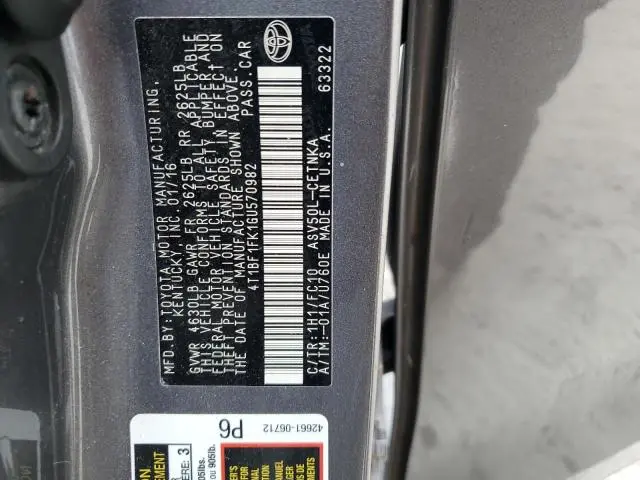 MFD.BY:TOYOTA MOTOR MANUFACTURING,
KENTUCKY, INC. 01/16
GVWR 4630LB GAWR FR 2625LB RR 2625LB
THIS VEHICLE CONFORMS TO ALL APPLICABLE
FEDERAL MOTOR VEHICLE SAFETY, BUMPER, AND
THEFT PREVENTION STANDARDS IN EFFECT ON
THE DATE OF MANUFACTURE SHOWN ABOVE.
4T1BF1FK1GU570982 PASS.CAR
C/TR:1H1/FC10 ASV50L-CETNKA
A/TM:-01A/U760E MADE IN U.S.A. 63322
42661-06712
P6